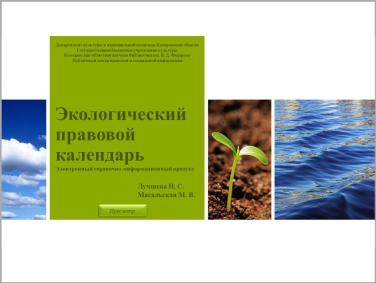 Департамент культуры и национальной политики Кемеровской области
Государственное бюджетное учреждение культуры
Кемеровская областная научная библиотека им. В. Д. Федорова
Публичный центр правовой и социальной информации
Экологический
правовой
календарь
Электронный справочно-информационный продукт
Лучшева Н. С.
Масальская М. В.
Просмотр